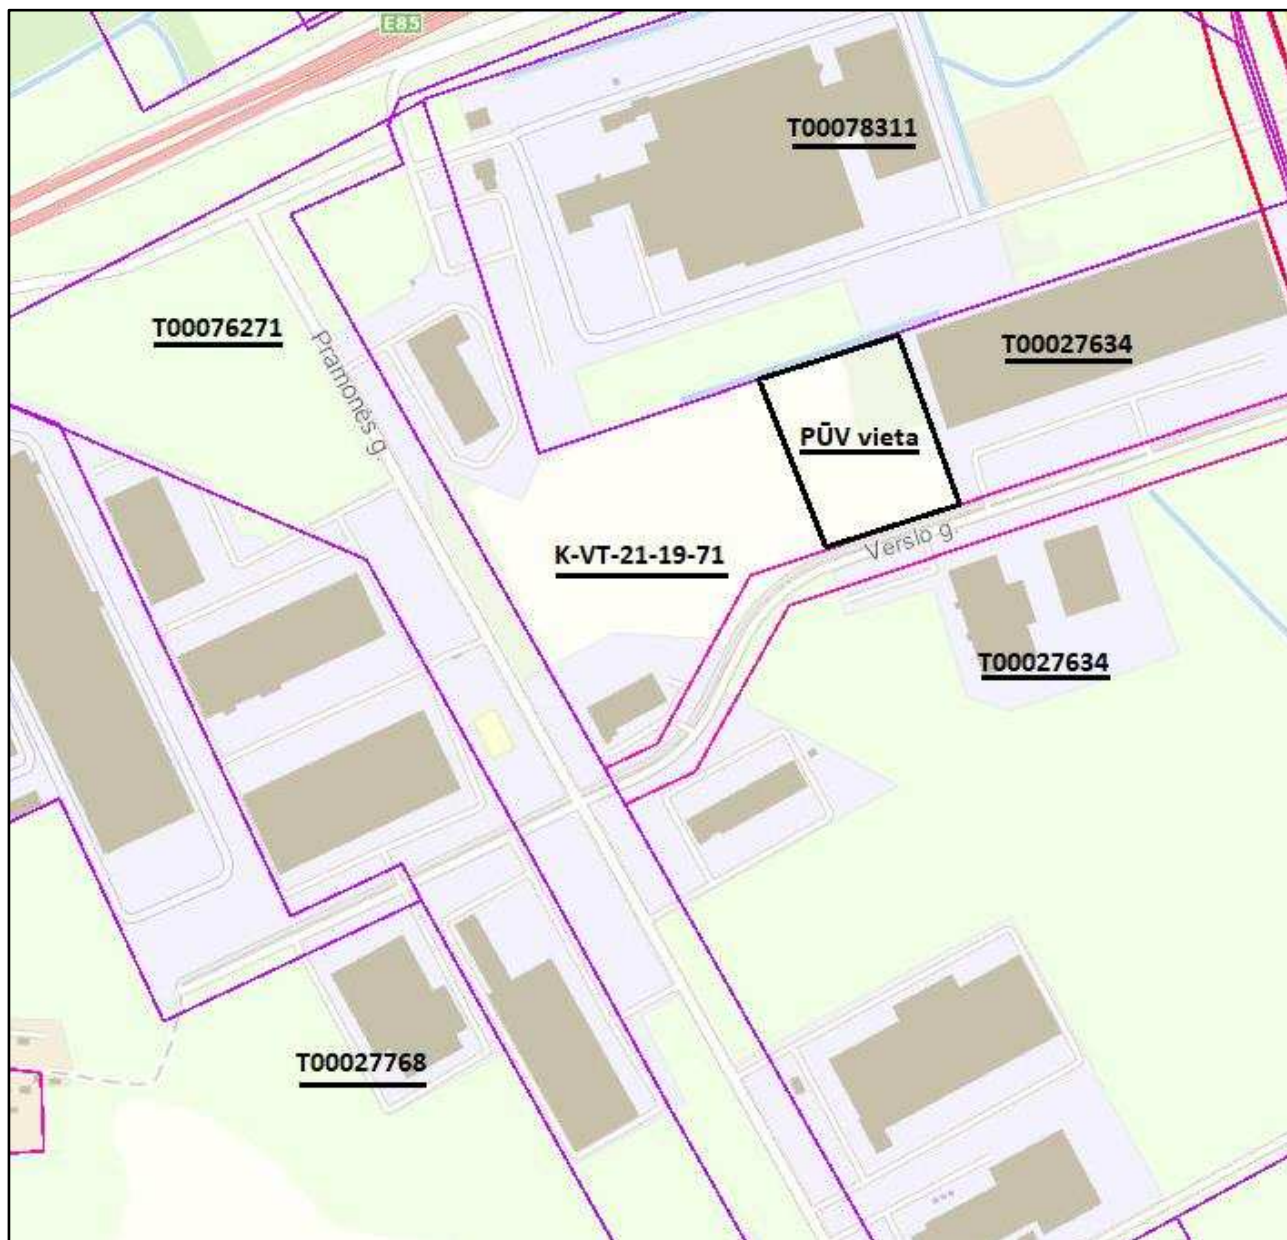 E85
T00078311
T00076271
Pramonės g.
T00027634
PŪV vieta
Verslo g.
K-VT-21-19-71
T00027634
T00027768